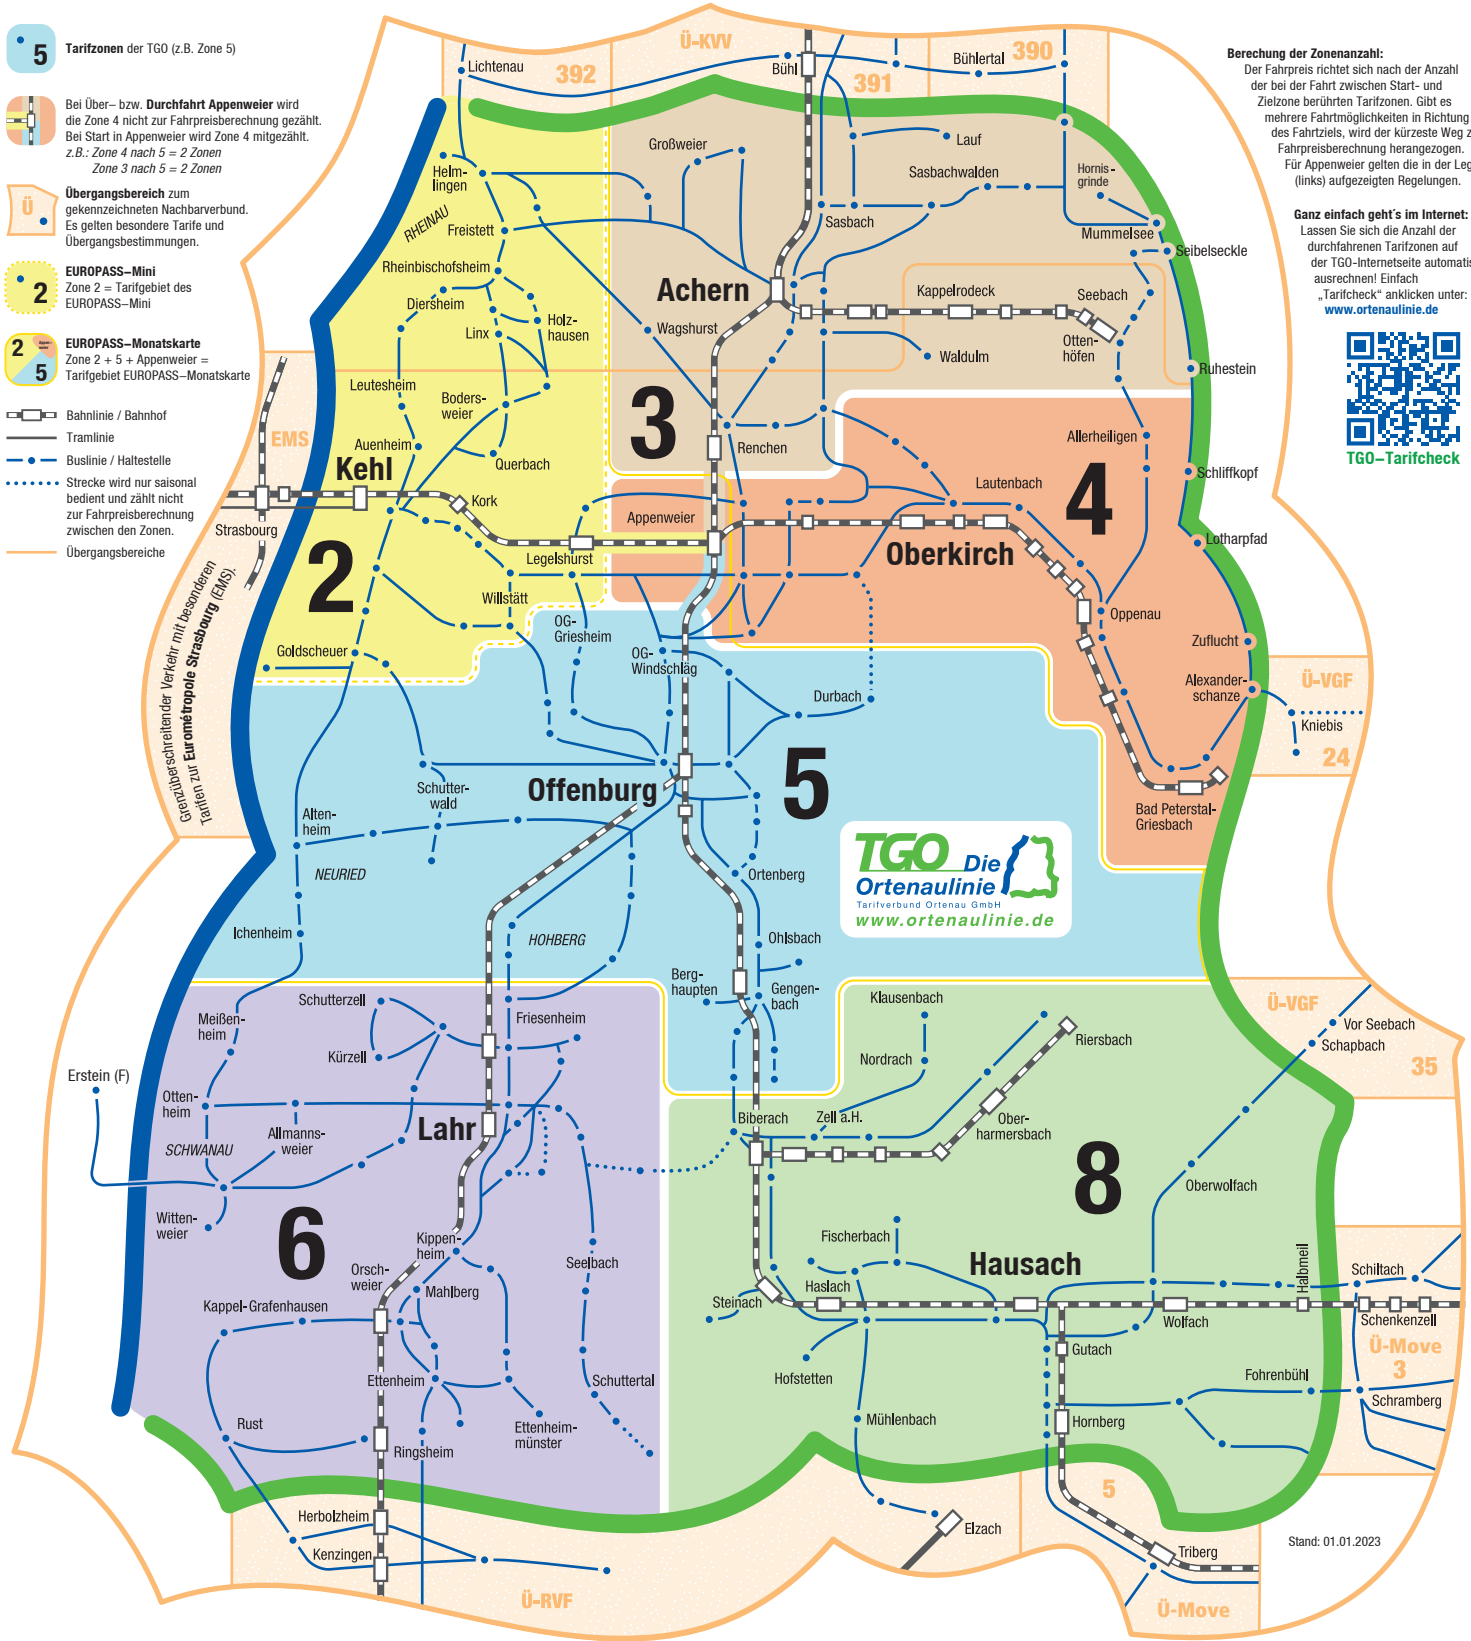 5
Tarifzonen der TGO (z.B. Zone 5)
Bei Über– bzw. Durchfahrt Appenweier wird
die Zone 4 nicht zur Fahrpreisberechnung gezählt.
Bei Start in Appenweier wird Zone 4 mitgezählt.
z.B.: Zone 4 nach 5 = 2 Zonen
Zone 3 nach 5 = 2 Zonen
Ü
Übergangsbereich zum
gekennzeichneten Nachbarverbund.
Es gelten besondere Tarife und
Übergangsbestimmungen.
2
EUROPASS–Mini
Zone 2 = Tarifgebiet des
EUROPASS–Mini
2
5
EUROPASS–Monatskarte
Zone 2 + 5 + Appenweier =
Tarifgebiet EUROPASS–Monatskarte
Bahnlinie / Bahnhof
Tramlinie
Buslinie / Haltestelle
Strecke wird nur saisonal
bedient und zählt nicht
zur Fahrpreisberechnung
zwischen den Zonen.
Übergangsbereiche
Berechung der Zonenanzahl:
Der Fahrpreis richtet sich nach der Anzahl
der bei der Fahrt zwischen Start- und
Zielzone berührten Tarifzonen. Gibt es
mehrere Fahrtmöglichkeiten in Richtung
des Fahrtziels, wird der kürzeste Weg z
Fahrpreisberechnung herangezogen.
Für Appenweier gelten die in der Leg
(links) aufgezeigten Regelungen.
Ganz einfach geht´s im Internet:
Lassen Sie sich die Anzahl der
durchfahrenen Tarifzonen auf
der TGO-Internetseite automatis
ausrechnen! Einfach
„Tarifcheck“ anklicken unter:
www.ortenaulinie.de
TGO–Tarifcheck
Ü-KVV
392
391
390
Lichtenau
Bühl
Bühlertal
Helm-
lingen
RHEINAU
Freistett
Rheinbischofsheim
Diersheim
Linx
Holz-
hausen
Leutesheim
Boders-
weier
Auenheim
Querbach
Kehl
Kork
Legelshurst
Willstätt
Goldscheuer
2
EMS
Strasbourg
Grenzüberschreitender Verkehr mit besonderen
Tarifen zur Eurométropole Strasbourg (EMS).
Großweier
Lauf
Sasbachwalden
Sasbach
Hornis-
grinde
Mummelsee
Seibelseckle
Achern
Kappelrodeck
Seebach
Otten-
höfen
Wagshurst
Waldulm
Ruhestein
3
Renchen
Allerheiligen
Schliffkopf
4
Lautenbach
Appenweier
Oberkirch
Lotharpfad
Oppenau
Zuflucht
Alexander-
schanze
Ü-VGF
Kniebis
24
Bad Peterstal-
Griesbach
OG-
Griesheim
OG-
Windschläg
Durbach
5
Offenburg
Schutter-
wald
Alten-
heim
NEURIED
Ortenberg
Ichenheim
HOHBERG
Ohlsbach
Berg-
haupten
Gengen-
bach
TGO Die
Ortenaulinie
Tarifverbund Ortenau GmbH
www.ortenaulinie.de
Schutterzell
Kürzell
Friesenheim
Meißen-
heim
Erstein (F)
Otten-
heim
SCHWANAU
Allmanns-
weier
Lahr
Witten-
weier
6
Kippen-
heim
Orsch-
weier
Mahlberg
Seelbach
Kappel-Grafenhausen
Ettenheim
Schuttertal
Ettenheim-
münster
Rust
Ringsheim
Herbolzheim
Kenzingen
Ü-RVF
Klausenbach
Nordrach
Riersbach
Biberach
Zell a.H.
Ober-
harmersbach
8
Ü-VGF
Vor Seebach
Schapbach
35
Oberwolfach
Fischerbach
Hausach
Haslach
Steinach
Halbmeil
Schiltach
Wolfach
Schenkenzell
Ü-Move
3
Gutach
Hofstetten
Fohrenbühl
Schramberg
Mühlenbach
Hornberg
5
Elzach
Triberg
Ü-Move
Stand: 01.01.2023